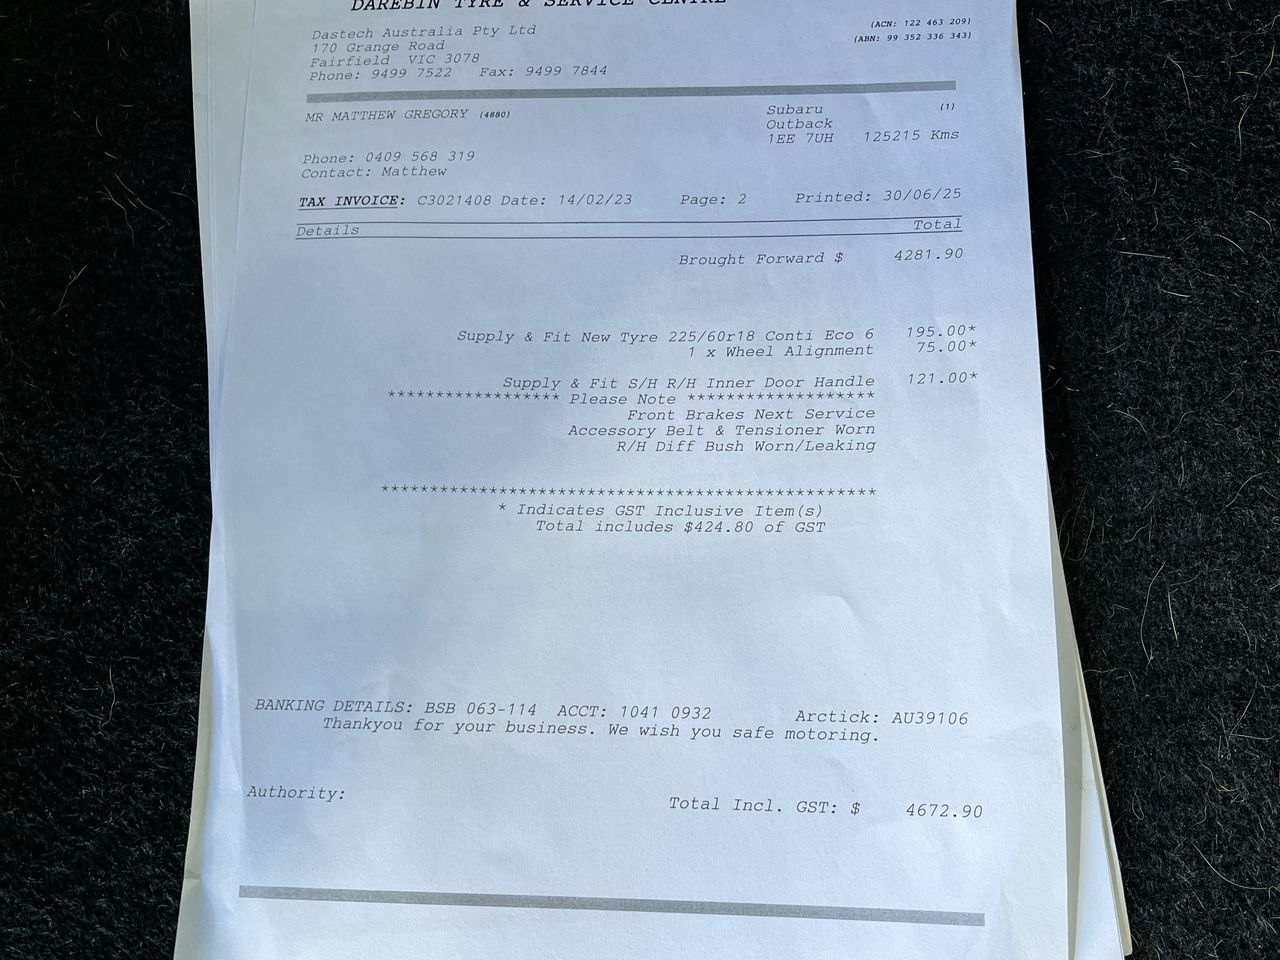 DAREBIN TYRE & SERVICE CENTRE
Dastech Australia Pty Ltd
(ACN: 122 463 209)
170 Grange Road
(ABN: 99 352 336 343)
Fairfield VIC 3078
Phone: 9499 7522 Fax: 9499 7844
MR MATTHEW GREGORY (4880)
Subaru (1)
Outback
1EE 7UH 125215 Kms
Phone: 0409 568 319
Contact: Matthew
TAX INVOICE: C3021408 Date: 14/02/23 Page: 2 Printed: 30/06/25
Details Total
Brought Forward $ 4281.90
Supply & Fit New Tyre 225/60r18 Conti Eco 6 195.00*
1 x Wheel Alignment 75.00*
Supply & Fit S/H R/H Inner Door Handle 121.00*
****************** Please Note *******************
Front Brakes Next Service
Accessory Belt & Tensioner Worn
R/H Diff Bush Worn/Leaking
**************************************************
* Indicates GST Inclusive Item(s)
Total includes $424.80 of GST
BANKING DETAILS: BSB 063-114 ACCT: 1041 0932 Arctick: AU39106
Thankyou for your business. We wish you safe motoring.
Authority:
Total Incl. GST: $ 4672.90